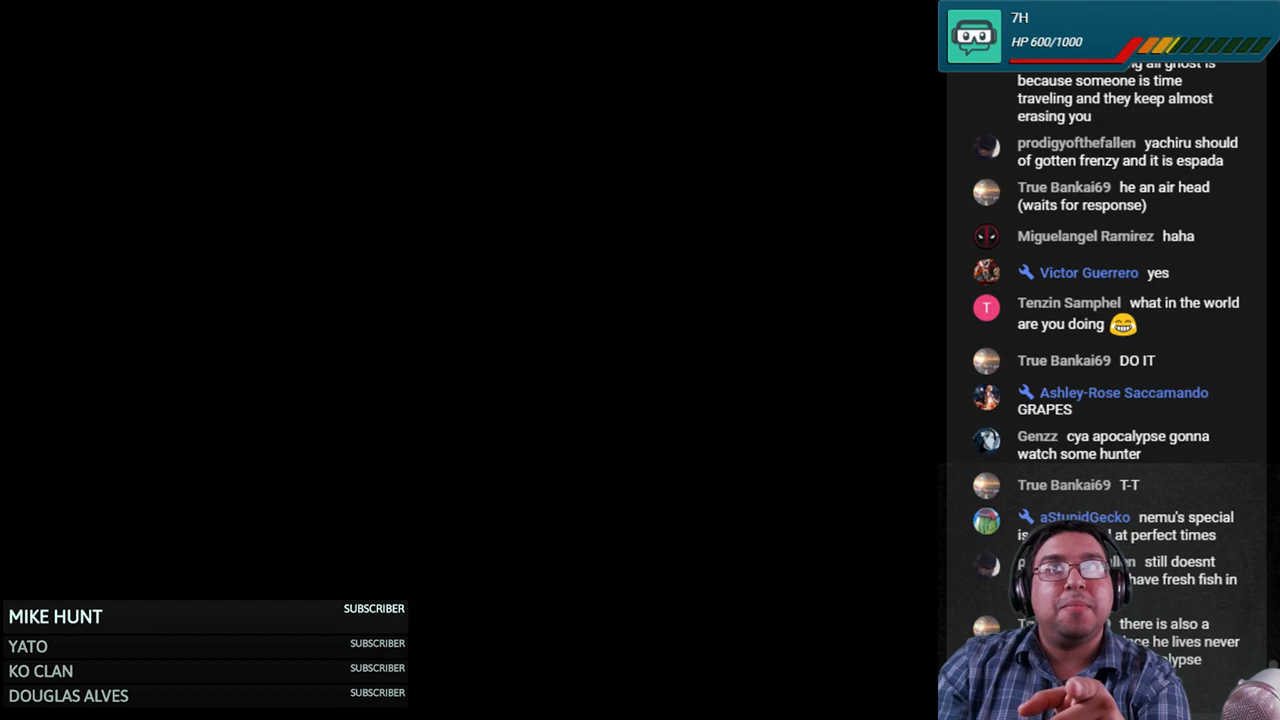 7H
HP 600/1000
ng all ghost is
because someone is time
traveling and they keep almost
erasing you
prodigyofthefallen yachiru should
of gotten frenzy and it is espada
True Bankai69 he an air head
(waits for response)
Miguelangel Ramirez haha
Victor Guerrero yes
T
Tenzin Samphel what in the world
are you doing
True Bankai69 DO IT
Ashley-Rose Saccamando
GRAPES
Genzz cya apocalypse gonna
watch some hunter
True Bankai69 T-T
aStupidGecko nemu's special
at perfect times
still doesnt
have fresh fish in
there is also a
he lives never
MIKE HUNT SUBSCRIBER
YATO SUBSCRIBER
KO CLAN SUBSCRIBER
DOUGLAS ALVES SUBSCRIBER